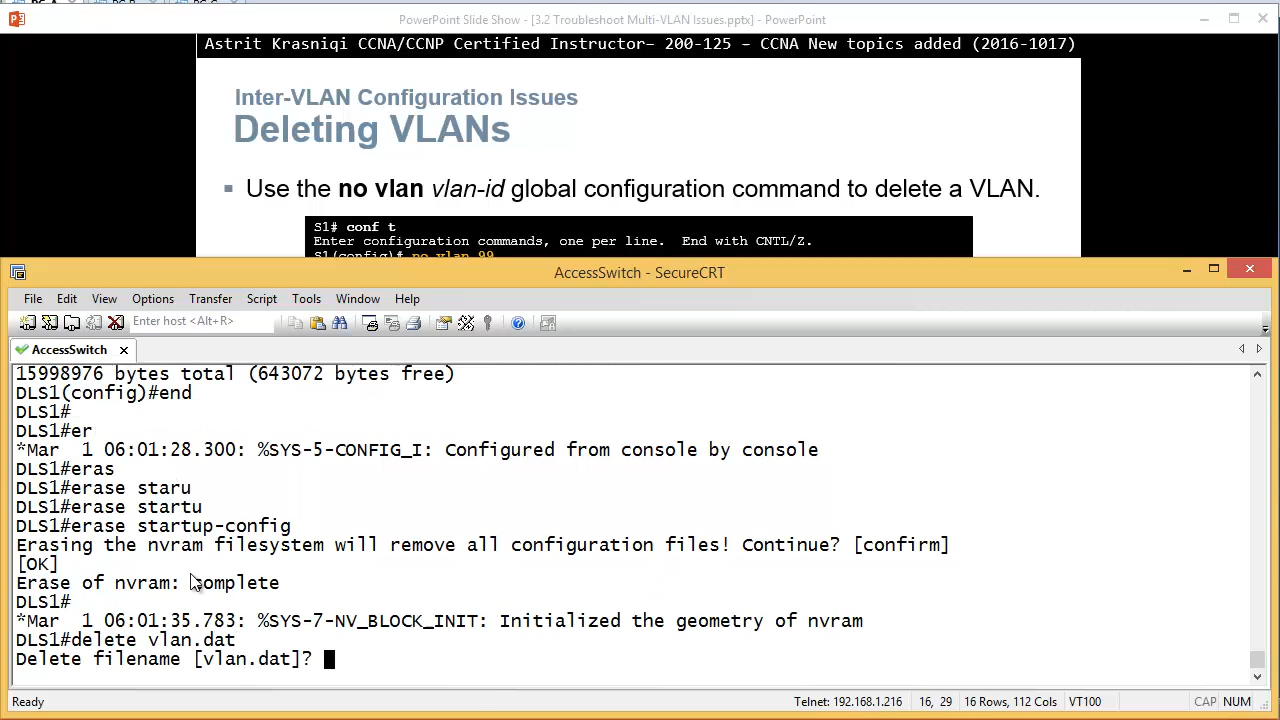 PowerPoint Slide Show - [3.2 Troubleshoot Multi-VLAN Issues.pptx] - PowerPoint
Astrit Krasniqi CCNA/CCNP Certified Instructor– 200-125 – CCNA New topics added (2016-1017)
Inter-VLAN Configuration Issues
Deleting VLANs
▪ Use the no vlan vlan-id global configuration command to delete a VLAN.
S1# conf t
Enter configuration commands, one per line. End with CNTL/Z.
S1(config)# no vlan 99
AccessSwitch - SecureCRT
File Edit View Options Transfer Script Tools Window Help
Enter host <Alt+R>
AccessSwitch
15998976 bytes total (643072 bytes free)
DLS1(config)#end
DLS1#
DLS1#er
*Mar  1 06:01:28.300: %SYS-5-CONFIG_I: Configured from console by console
DLS1#eras
DLS1#erase staru
DLS1#erase startu
DLS1#erase startup-config
Erasing the nvram filesystem will remove all configuration files! Continue? [confirm]
[OK]
Erase of nvram: complete
DLS1#
*Mar  1 06:01:35.783: %SYS-7-NV_BLOCK_INIT: Initialized the geometry of nvram
DLS1#delete vlan.dat
Delete filename [vlan.dat]?
Ready Telnet: 192.168.1.216 16, 29 16 Rows, 112 Cols VT100 CAP NUM